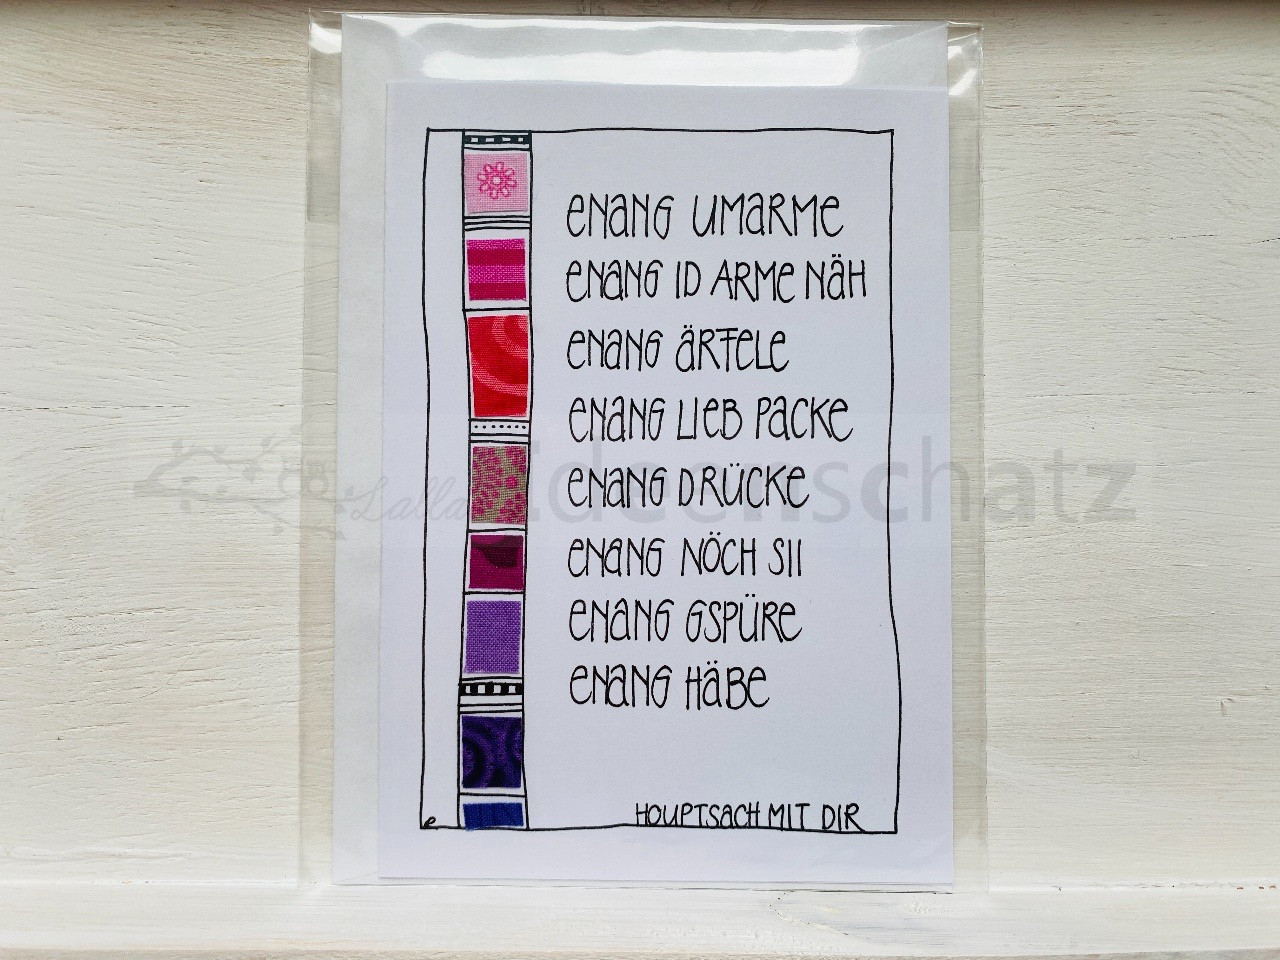 enang umarme
enang id arme näh
enang ärfele
enang lieb packe
enang drücke
enang nöch sii
enang gspüre
enang häbe
houptsach mit dir
e
Lalla ideenschatz